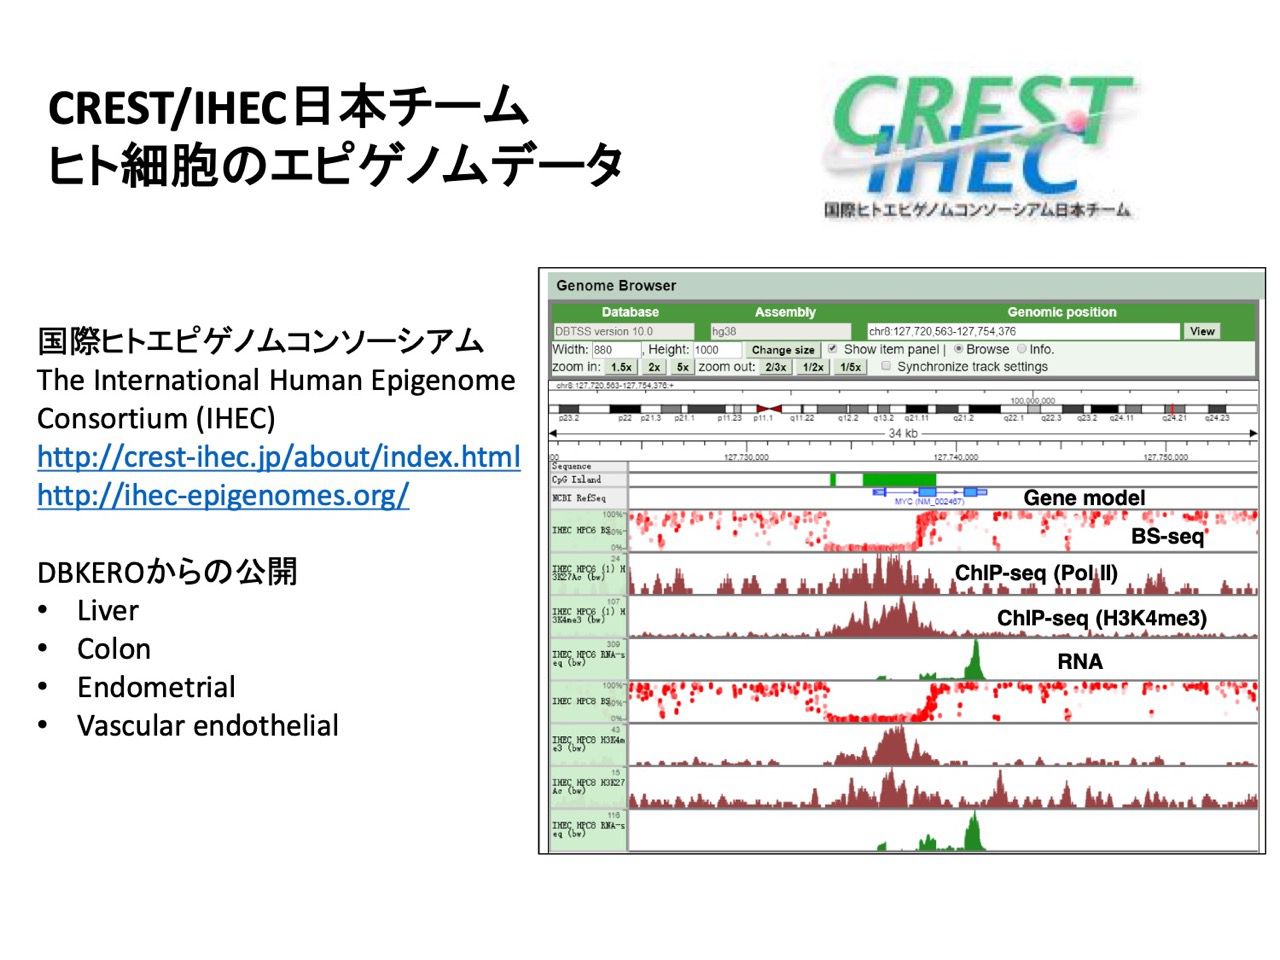 CREST/IHEC日本チーム
ヒト細胞のエピゲノムデータ
CREST
IHEC
国際ヒトエピゲノムコンソーシアム日本チーム
国際ヒトエピゲノムコンソーシアム
The International Human Epigenome
Consortium (IHEC)
http://crest-ihec.jp/about/index.html
http://ihec-epigenomes.org/
DBKEROからの公開
• Liver
• Colon
• Endometrial
• Vascular endothelial
Genome Browser
Database Assembly Genomic position
DBTSS version 10.0 hg38 chr8:127,720,563-127,754,376 View
Width: 880 , Height: 1000 Change size Show item panel | Browse Info.
zoom in: 1.5x 2x 5x zoom out: 2/3x 1/2x 1/5x Synchronize track settings
chr8:127,720,563-127,754,376:+
100,000,000
p23.2 p22 p21.3 p21.1 p11.23 p11.1 q11.22 q12.2 q13.2 q21.11 q21.2 q22.1 q22.3 q23.2 q24.11 q24.21 q24.23
34 kb
00 127,730,000 127,740,000 127,750,000
Sequence
CpG Island
NCBI RefSeq
MYC (NM_002467)
Gene model
100%
IHEC HPC6 BS 50%
0%
BS-seq
24
IHEC HPC6 (1) H
3K27Ac (bw)
ChIP-seq (Pol II)
107
IHEC HPC6 (1) H
3K4me3 (bw)
ChIP-seq (H3K4me3)
309
IHEC HPC6 RNA-s
eq (bw)
RNA
100%
IHEC HPC8 BS 50%
0%
43
IHEC HPC8 H3K4m
e3 (bw)
15
IHEC HPC8 H3K27
Ac (bw)
116
IHEC HPC8 RNA-s
eq (bw)